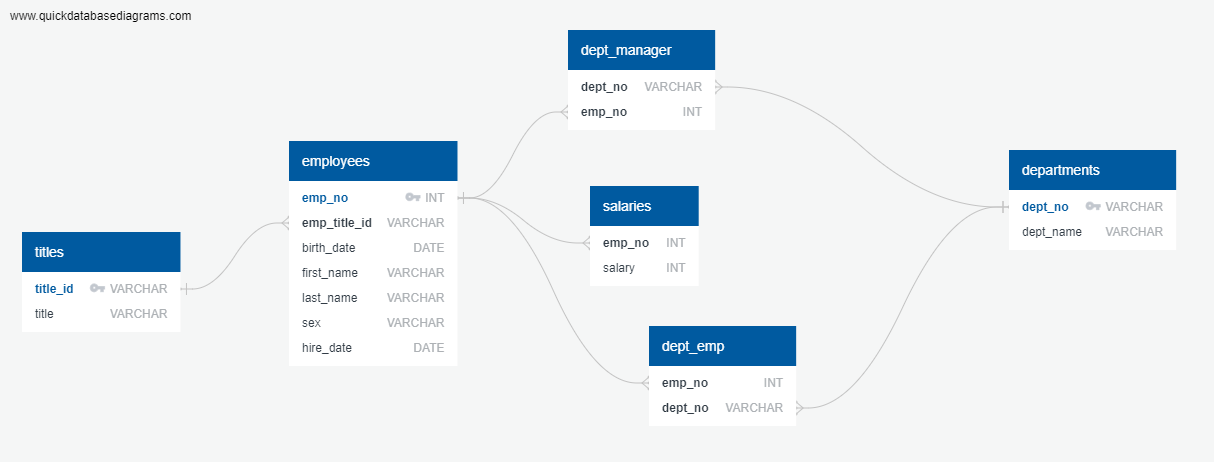 www.quickdatabasediagrams.com
titles
title_id VARCHAR
title VARCHAR
employees
emp_no INT
emp_title_id VARCHAR
birth_date DATE
first_name VARCHAR
last_name VARCHAR
sex VARCHAR
hire_date DATE
dept_manager
dept_no VARCHAR
emp_no INT
salaries
emp_no INT
salary INT
dept_emp
emp_no INT
dept_no VARCHAR
departments
dept_no VARCHAR
dept_name VARCHAR